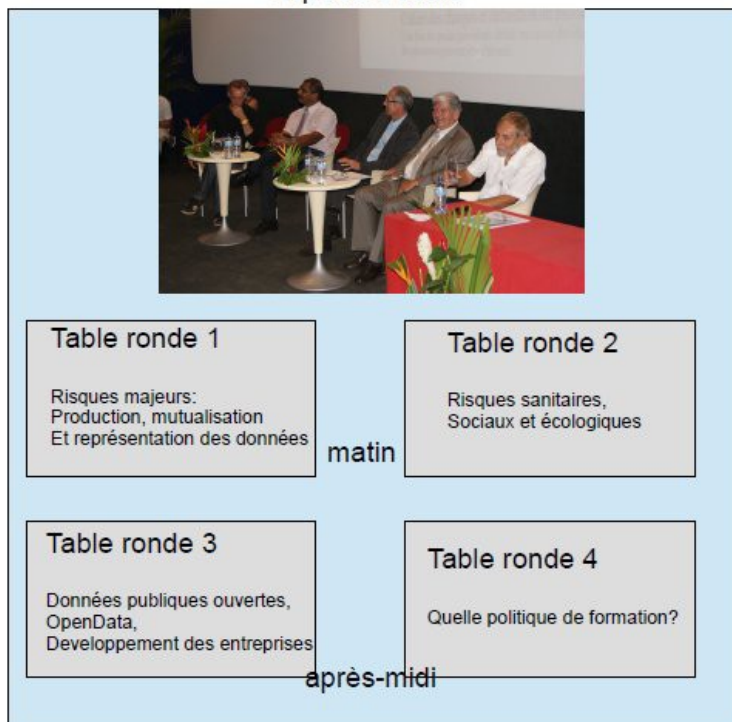 Table ronde 1
Risques majeurs:
Production, mutualisation
Et représentation des données
Table ronde 2
Risques sanitaires,
Sociaux et écologiques
matin
Table ronde 3
Données publiques ouvertes,
OpenData,
Developpement des entreprises
Table ronde 4
Quelle politique de formation?
après-midi